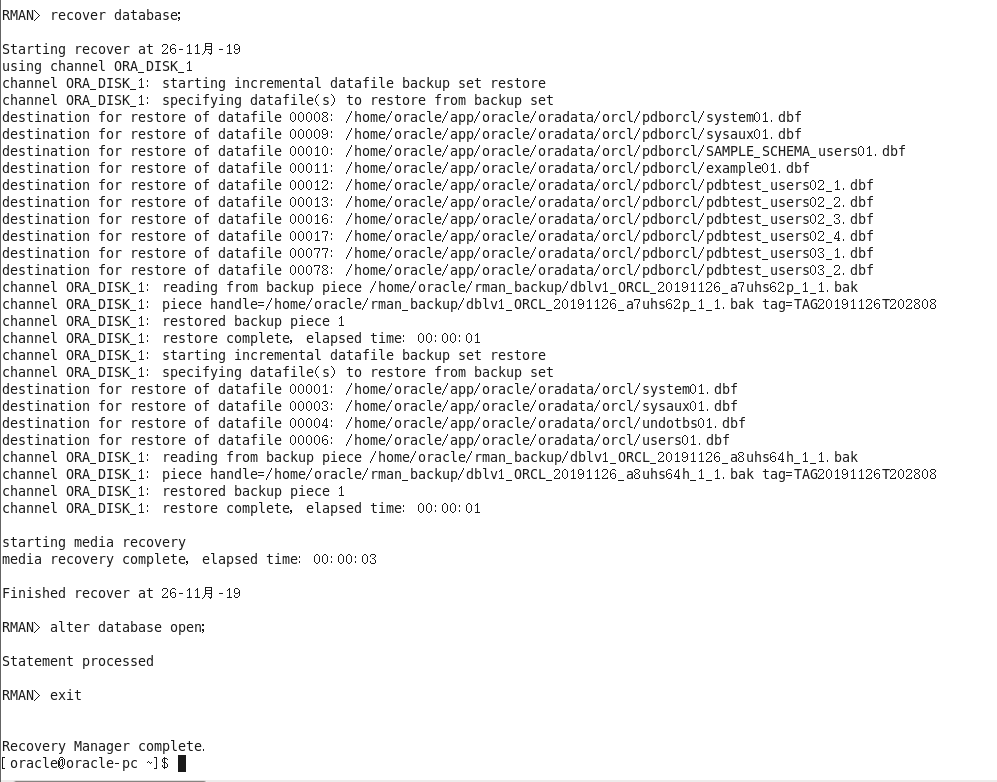 RMAN> recover database;
Starting recover at 26-11月-19
using channel ORA_DISK_1
channel ORA_DISK_1: starting incremental datafile backup set restore
channel ORA_DISK_1: specifying datafile(s) to restore from backup set
destination for restore of datafile 00008: /home/oracle/app/oracle/oradata/orcl/pdborcl/system01.dbf
destination for restore of datafile 00009: /home/oracle/app/oracle/oradata/orcl/pdborcl/sysaux01.dbf
destination for restore of datafile 00010: /home/oracle/app/oracle/oradata/orcl/pdborcl/SAMPLE_SCHEMA_users01.dbf
destination for restore of datafile 00011: /home/oracle/app/oracle/oradata/orcl/pdborcl/example01.dbf
destination for restore of datafile 00012: /home/oracle/app/oracle/oradata/orcl/pdborcl/pdbtest_users02_1.dbf
destination for restore of datafile 00013: /home/oracle/app/oracle/oradata/orcl/pdborcl/pdbtest_users02_2.dbf
destination for restore of datafile 00016: /home/oracle/app/oracle/oradata/orcl/pdborcl/pdbtest_users02_3.dbf
destination for restore of datafile 00017: /home/oracle/app/oracle/oradata/orcl/pdborcl/pdbtest_users02_4.dbf
destination for restore of datafile 00077: /home/oracle/app/oracle/oradata/orcl/pdborcl/pdbtest_users03_1.dbf
destination for restore of datafile 00078: /home/oracle/app/oracle/oradata/orcl/pdborcl/pdbtest_users03_2.dbf
channel ORA_DISK_1: reading from backup piece /home/oracle/rman_backup/dblv1_ORCL_20191126_a7uhs62p_1_1.bak
channel ORA_DISK_1: piece handle=/home/oracle/rman_backup/dblv1_ORCL_20191126_a7uhs62p_1_1.bak tag=TAG20191126T202808
channel ORA_DISK_1: restored backup piece 1
channel ORA_DISK_1: restore complete, elapsed time: 00:00:01
channel ORA_DISK_1: starting incremental datafile backup set restore
channel ORA_DISK_1: specifying datafile(s) to restore from backup set
destination for restore of datafile 00001: /home/oracle/app/oracle/oradata/orcl/system01.dbf
destination for restore of datafile 00003: /home/oracle/app/oracle/oradata/orcl/sysaux01.dbf
destination for restore of datafile 00004: /home/oracle/app/oracle/oradata/orcl/undotbs01.dbf
destination for restore of datafile 00006: /home/oracle/app/oracle/oradata/orcl/users01.dbf
channel ORA_DISK_1: reading from backup piece /home/oracle/rman_backup/dblv1_ORCL_20191126_a8uhs64h_1_1.bak
channel ORA_DISK_1: piece handle=/home/oracle/rman_backup/dblv1_ORCL_20191126_a8uhs64h_1_1.bak tag=TAG20191126T202808
channel ORA_DISK_1: restored backup piece 1
channel ORA_DISK_1: restore complete, elapsed time: 00:00:01
starting media recovery
media recovery complete, elapsed time: 00:00:03
Finished recover at 26-11月-19
RMAN> alter database open;
Statement processed
RMAN> exit
Recovery Manager complete.
[oracle@oracle-pc ~]$